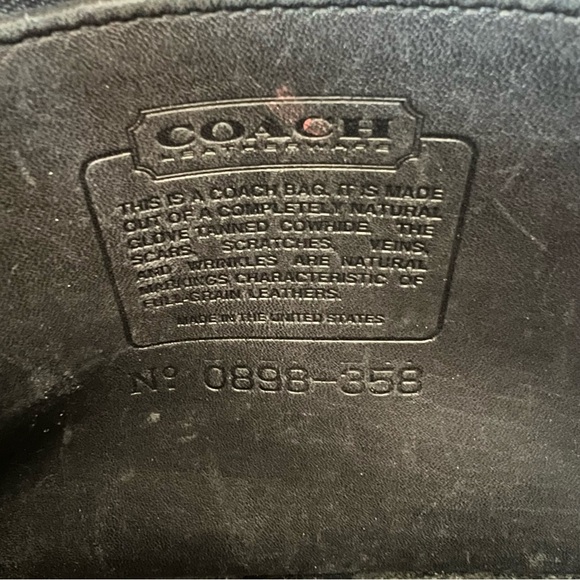 COACH
LEATHERWARE
THIS IS A COACH BAG. IT IS MADE
OUT OF A COMPLETELY NATURAL
GLOVE TANNED COWHIDE. THE
SCARS, SCRATCHES, VEINS,
AND WRINKLES ARE NATURAL
MARKINGS CHARACTERISTIC OF
FULL-GRAIN LEATHERS.
MADE IN THE UNITED STATES
Nº 0898-358